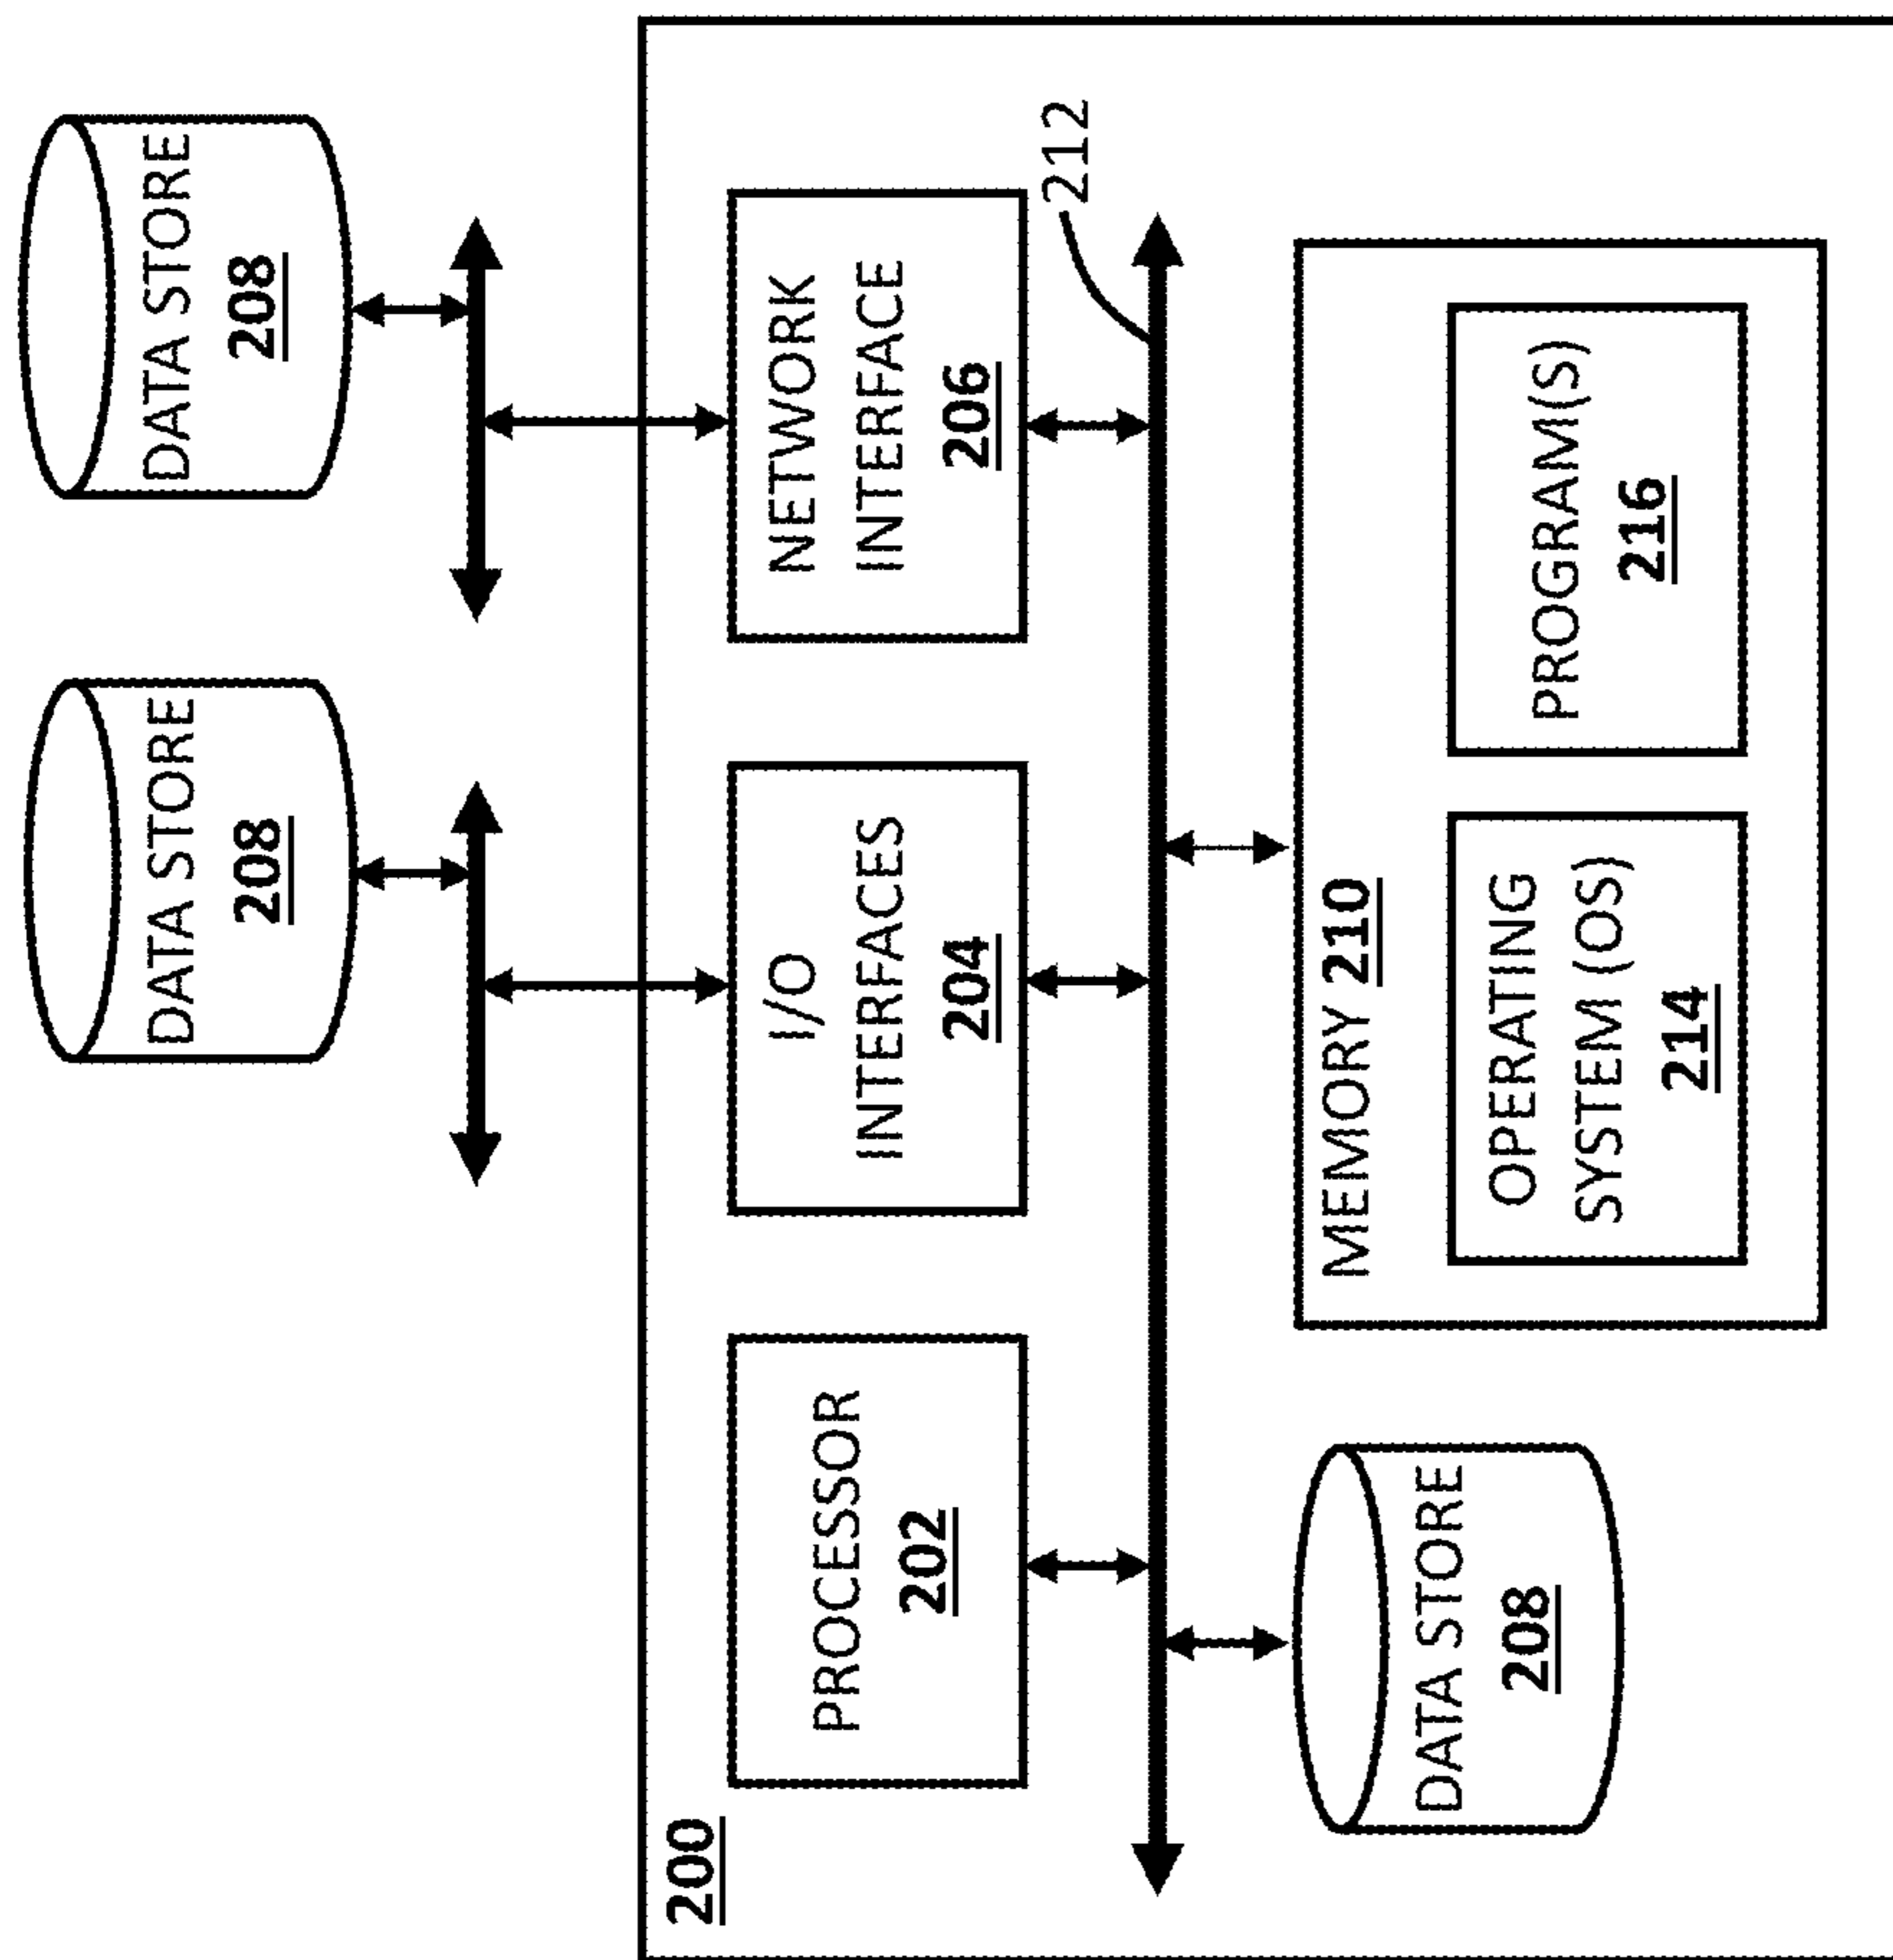 DATA STORE
208
DATA STORE
208
200
PROCESSOR
202
I/O
INTERFACES
204
NETWORK
INTERFACE
206
212
DATA STORE
208
MEMORY 210
OPERATING
SYSTEM (OS)
214
PROGRAM(S)
216